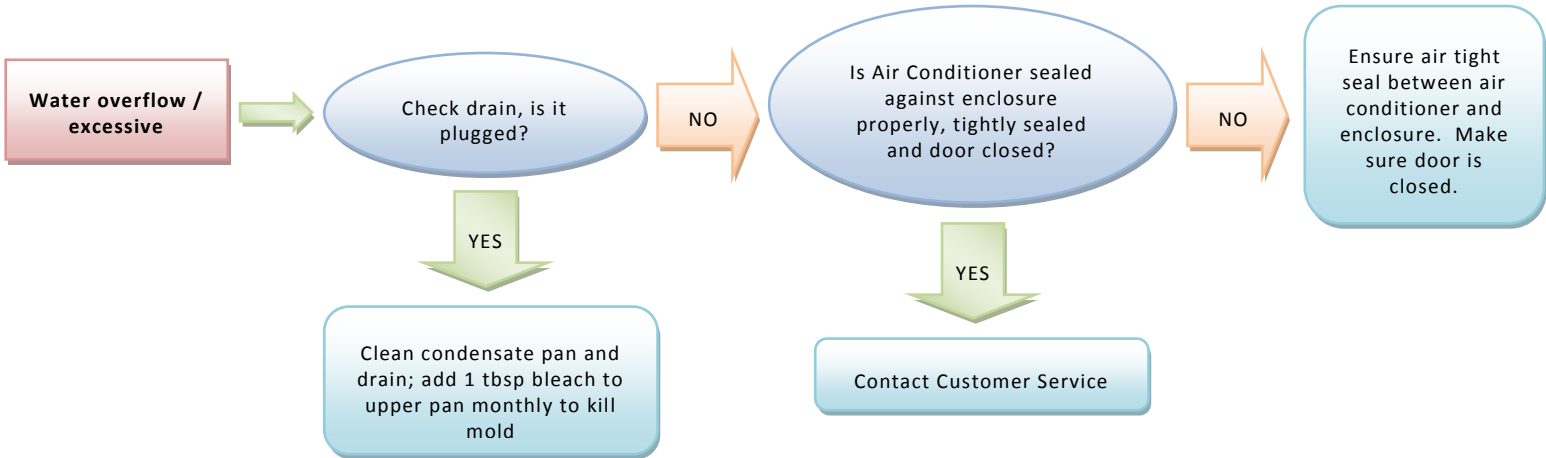 Water overflow /
excessive
Check drain, is it
plugged?
NO
Is Air Conditioner sealed
against enclosure
properly, tightly sealed
and door closed?
NO
Ensure air tight
seal between air
conditioner and
enclosure.  Make
sure door is
closed.
YES
YES
Clean condensate pan and
drain; add 1 tbsp bleach to
upper pan monthly to kill
mold
Contact Customer Service